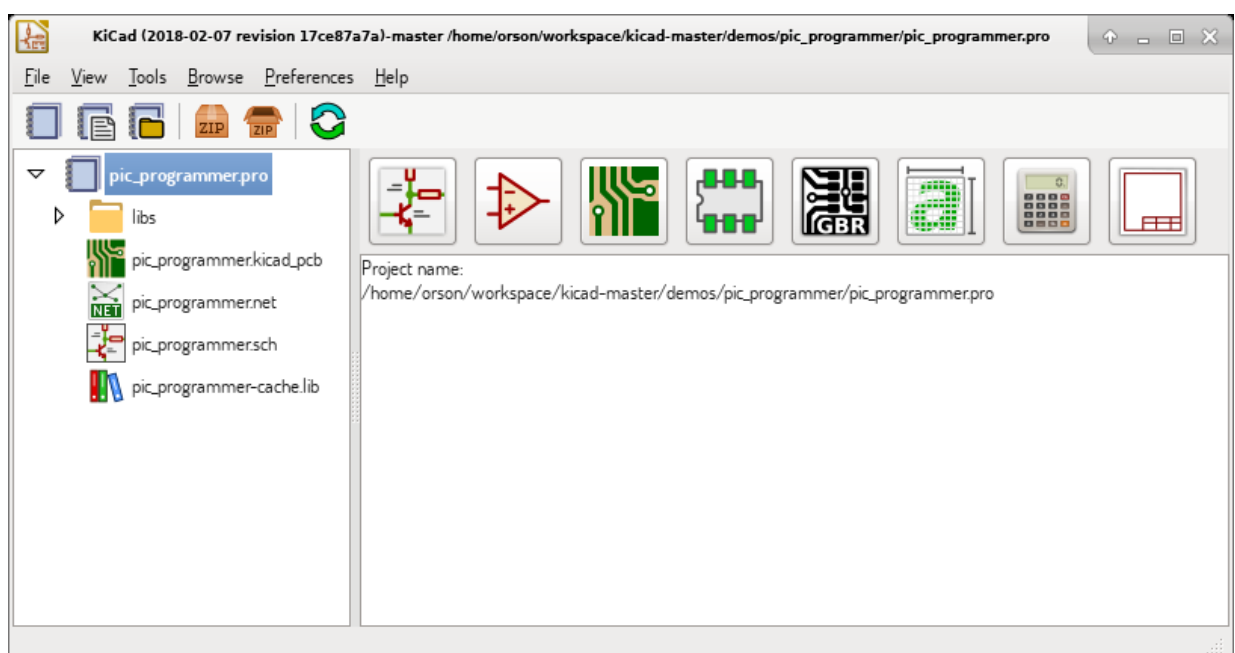 KiCad (2018-02-07 revision 17ce87a7a)-master /home/orson/workspace/kicad-master/demos/pic_programmer/pic_programmer.pro
File View Tools Browse Preferences Help
ZIP ZIP
pic_programmer.pro
libs
pic_programmer.kicad_pcb
NET pic_programmer.net
pic_programmer.sch
pic_programmer-cache.lib
GBR a 0.
Project name:
/home/orson/workspace/kicad-master/demos/pic_programmer/pic_programmer.pro